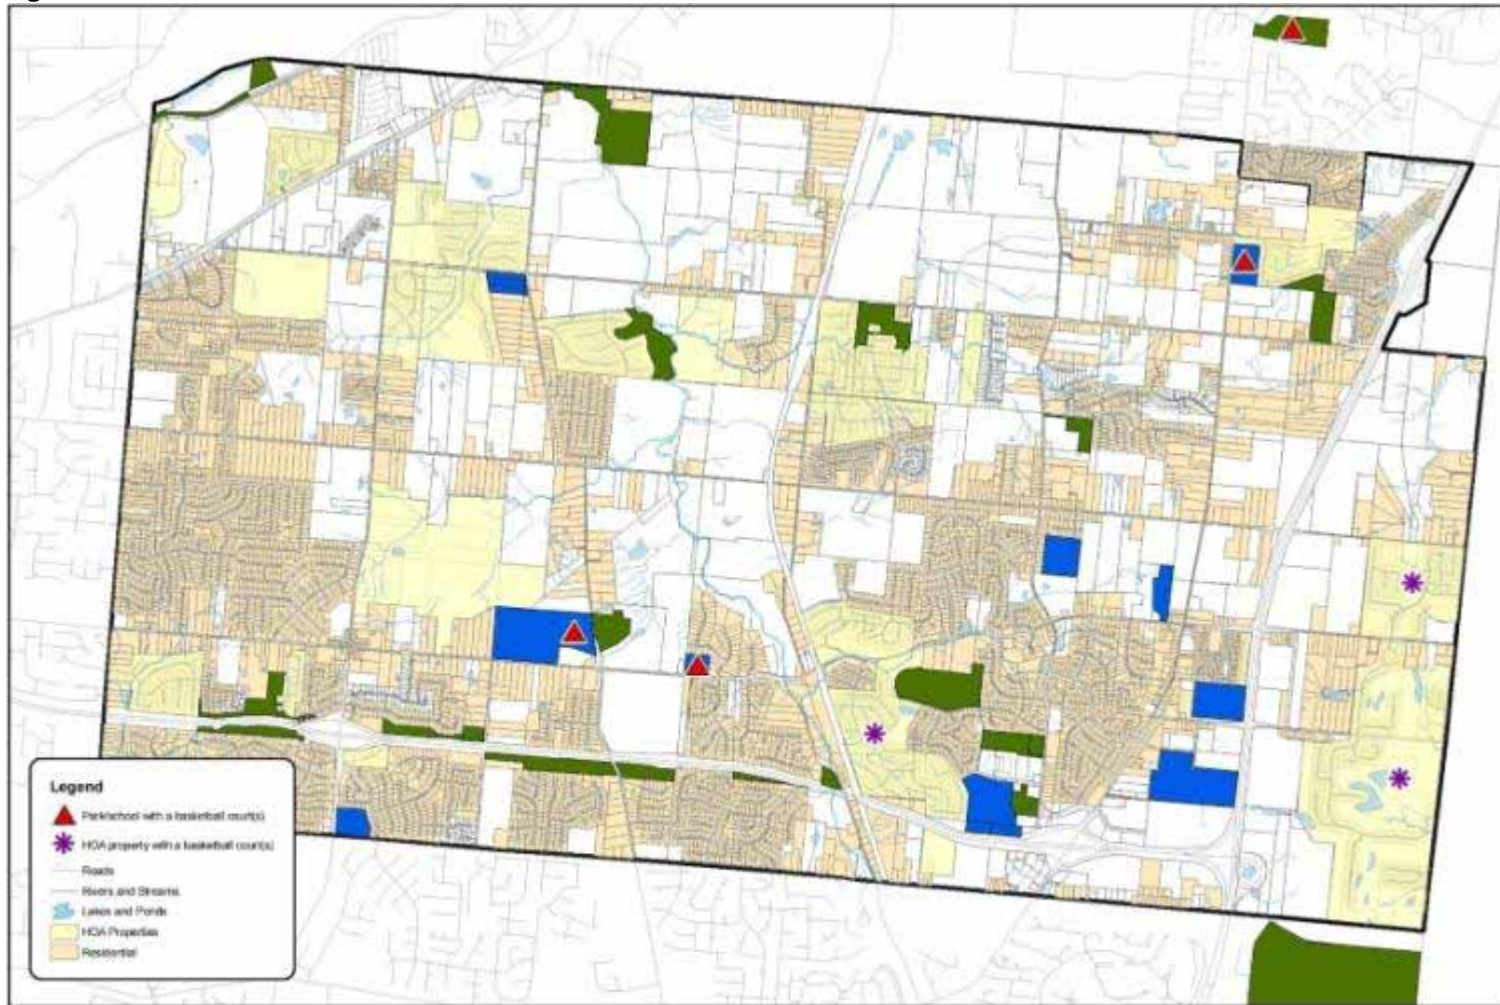 Legend
Park/school with a basketball court(s)
HOA property with a basketball court(s)
Roads
Rivers and Streams
Lakes and Ponds
HOA Properties
Residential